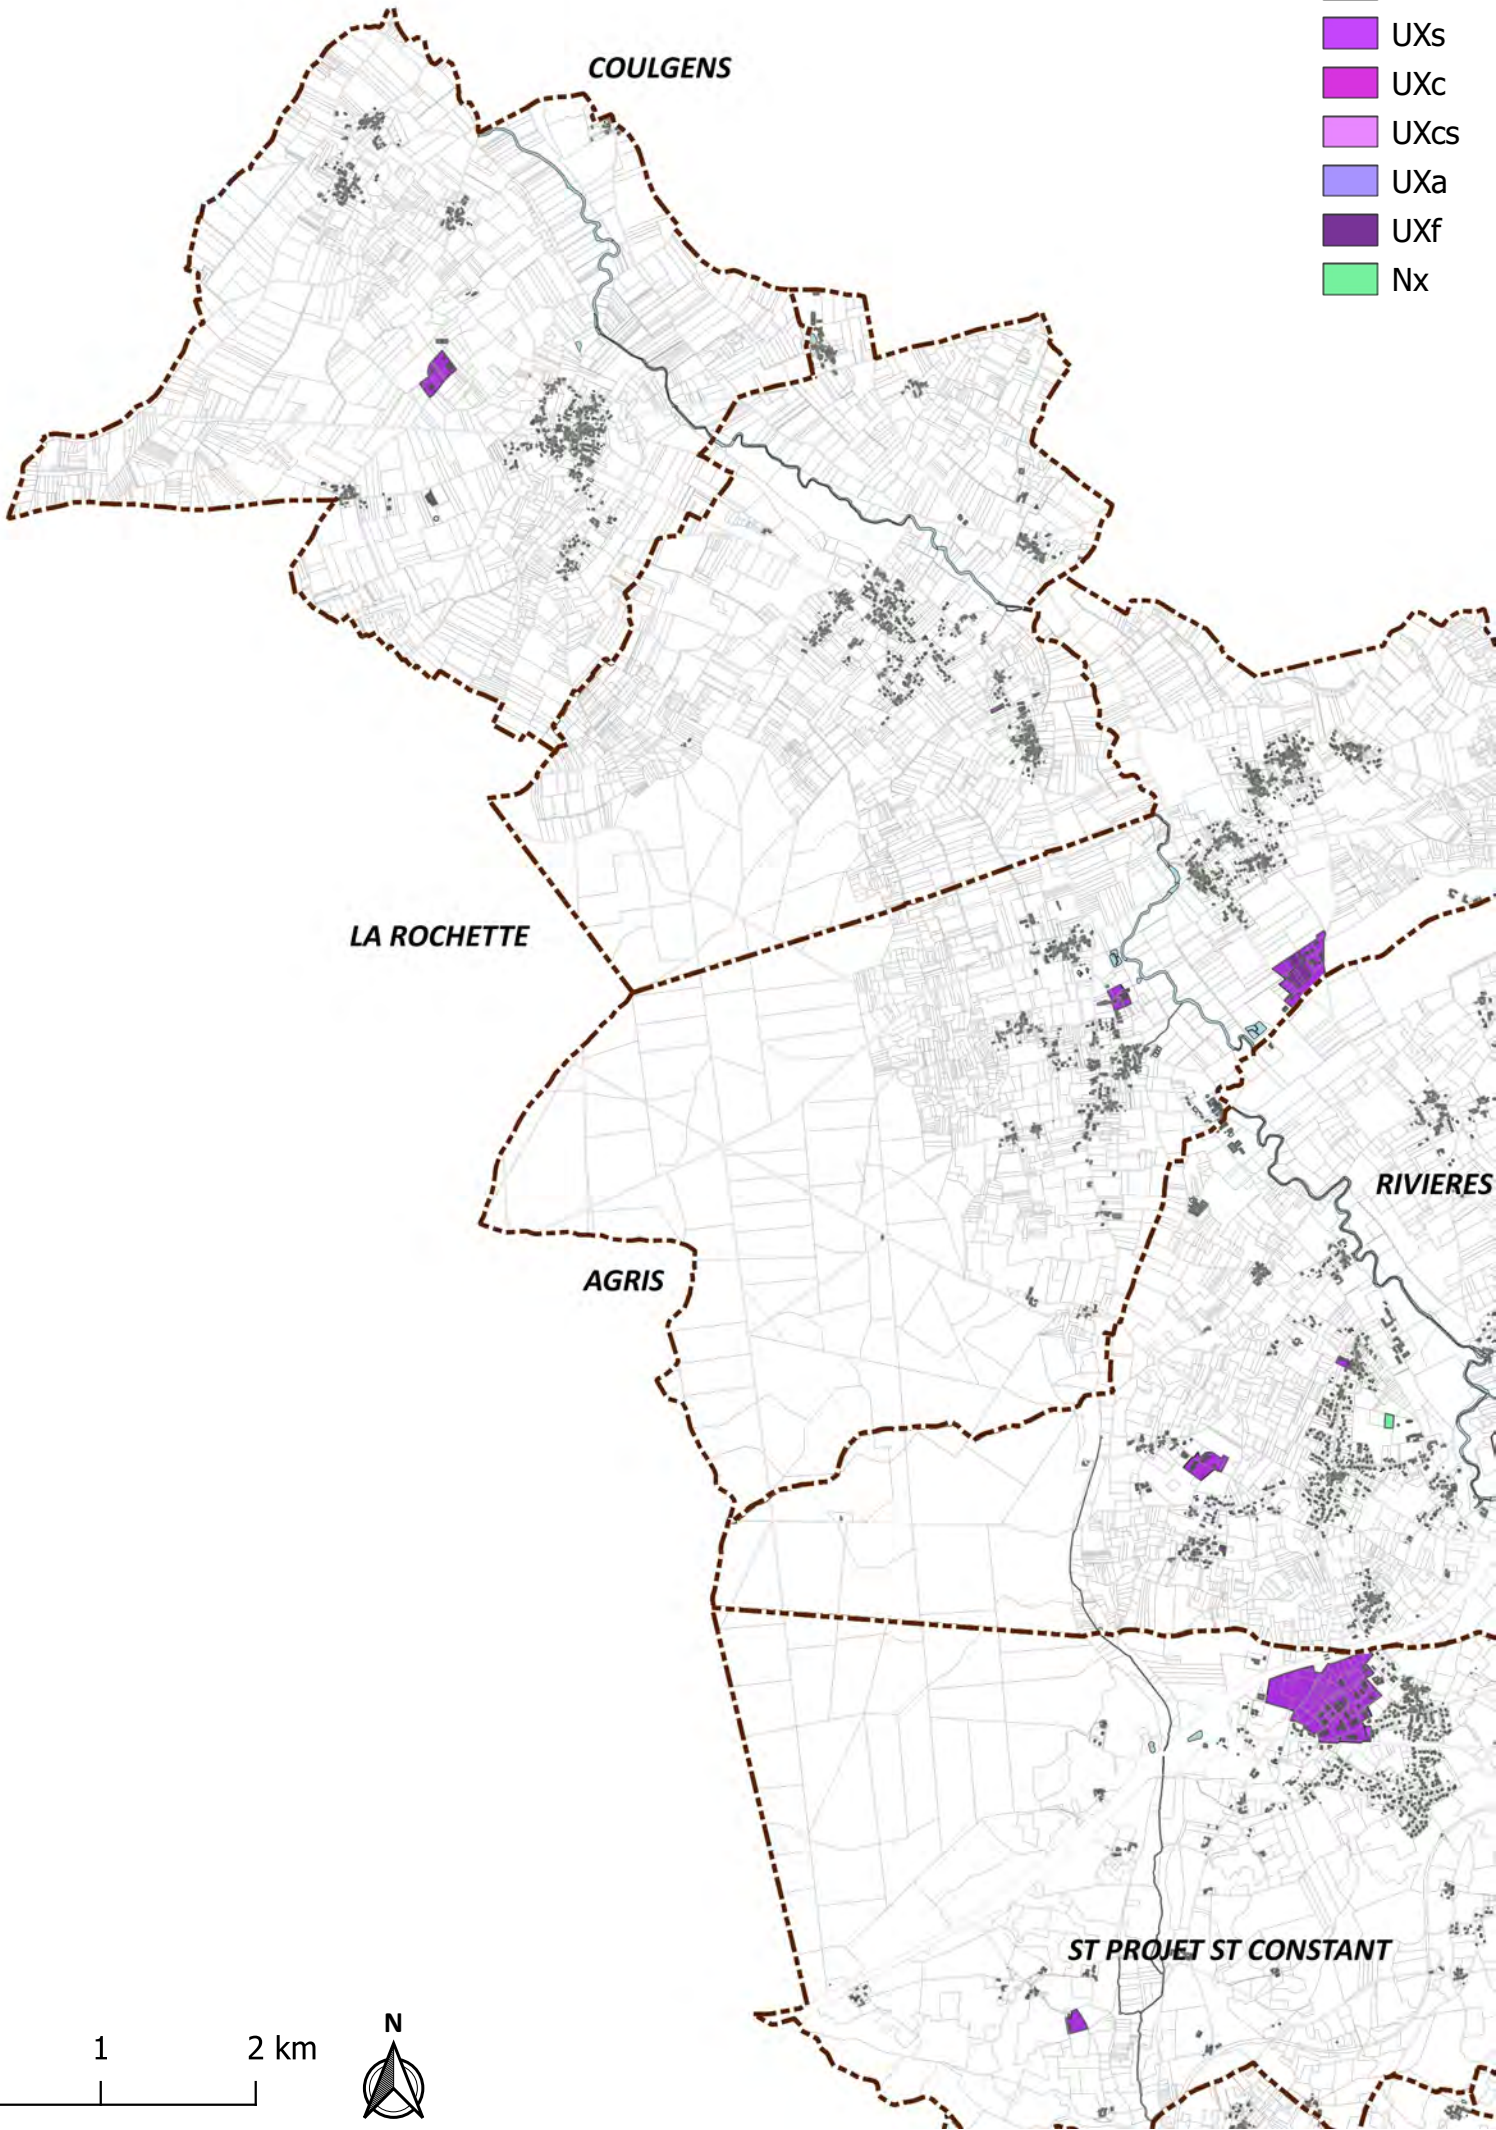 UXs
COULGENS
UXc
UXcs
UXa
UXf
Nx
LA ROCHETTE
RIVIERES
AGRIS
ST PROJET ST CONSTANT
N
1
2 km